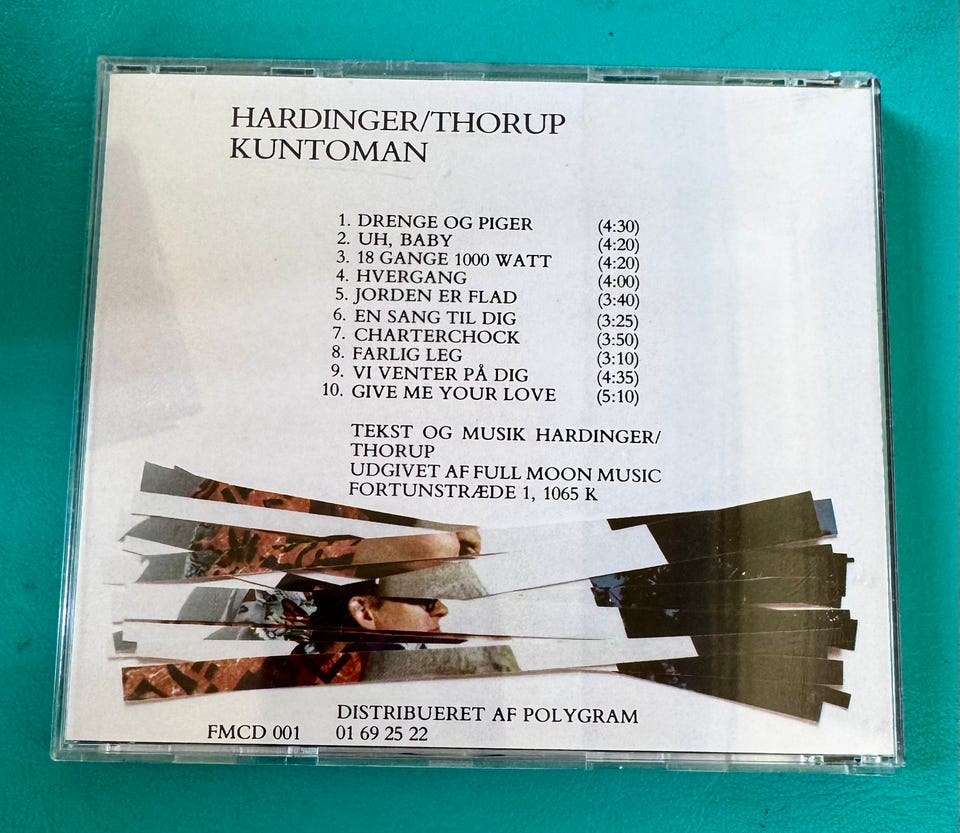 HARDINGER/THORUP
KUNTOMAN
1. DRENGE OG PIGER (4:30)
2. UH, BABY (4:20)
3. 18 GANGE 1000 WATT (4:20)
4. HVERGANG (4:00)
5. JORDEN ER FLAD (3:40)
6. EN SANG TIL DIG (3:25)
7. CHARTERCHOCK (3:50)
8. FARLIG LEG (3:10)
9. VI VENTER PÅ DIG (4:35)
10. GIVE ME YOUR LOVE (5:10)
TEKST OG MUSIK HARDINGER/
THORUP
UDGIVET AF FULL MOON MUSIC
FORTUNSTRÆDE 1, 1065 K
DISTRIBUERET AF POLYGRAM
FMCD 001 01 69 25 22